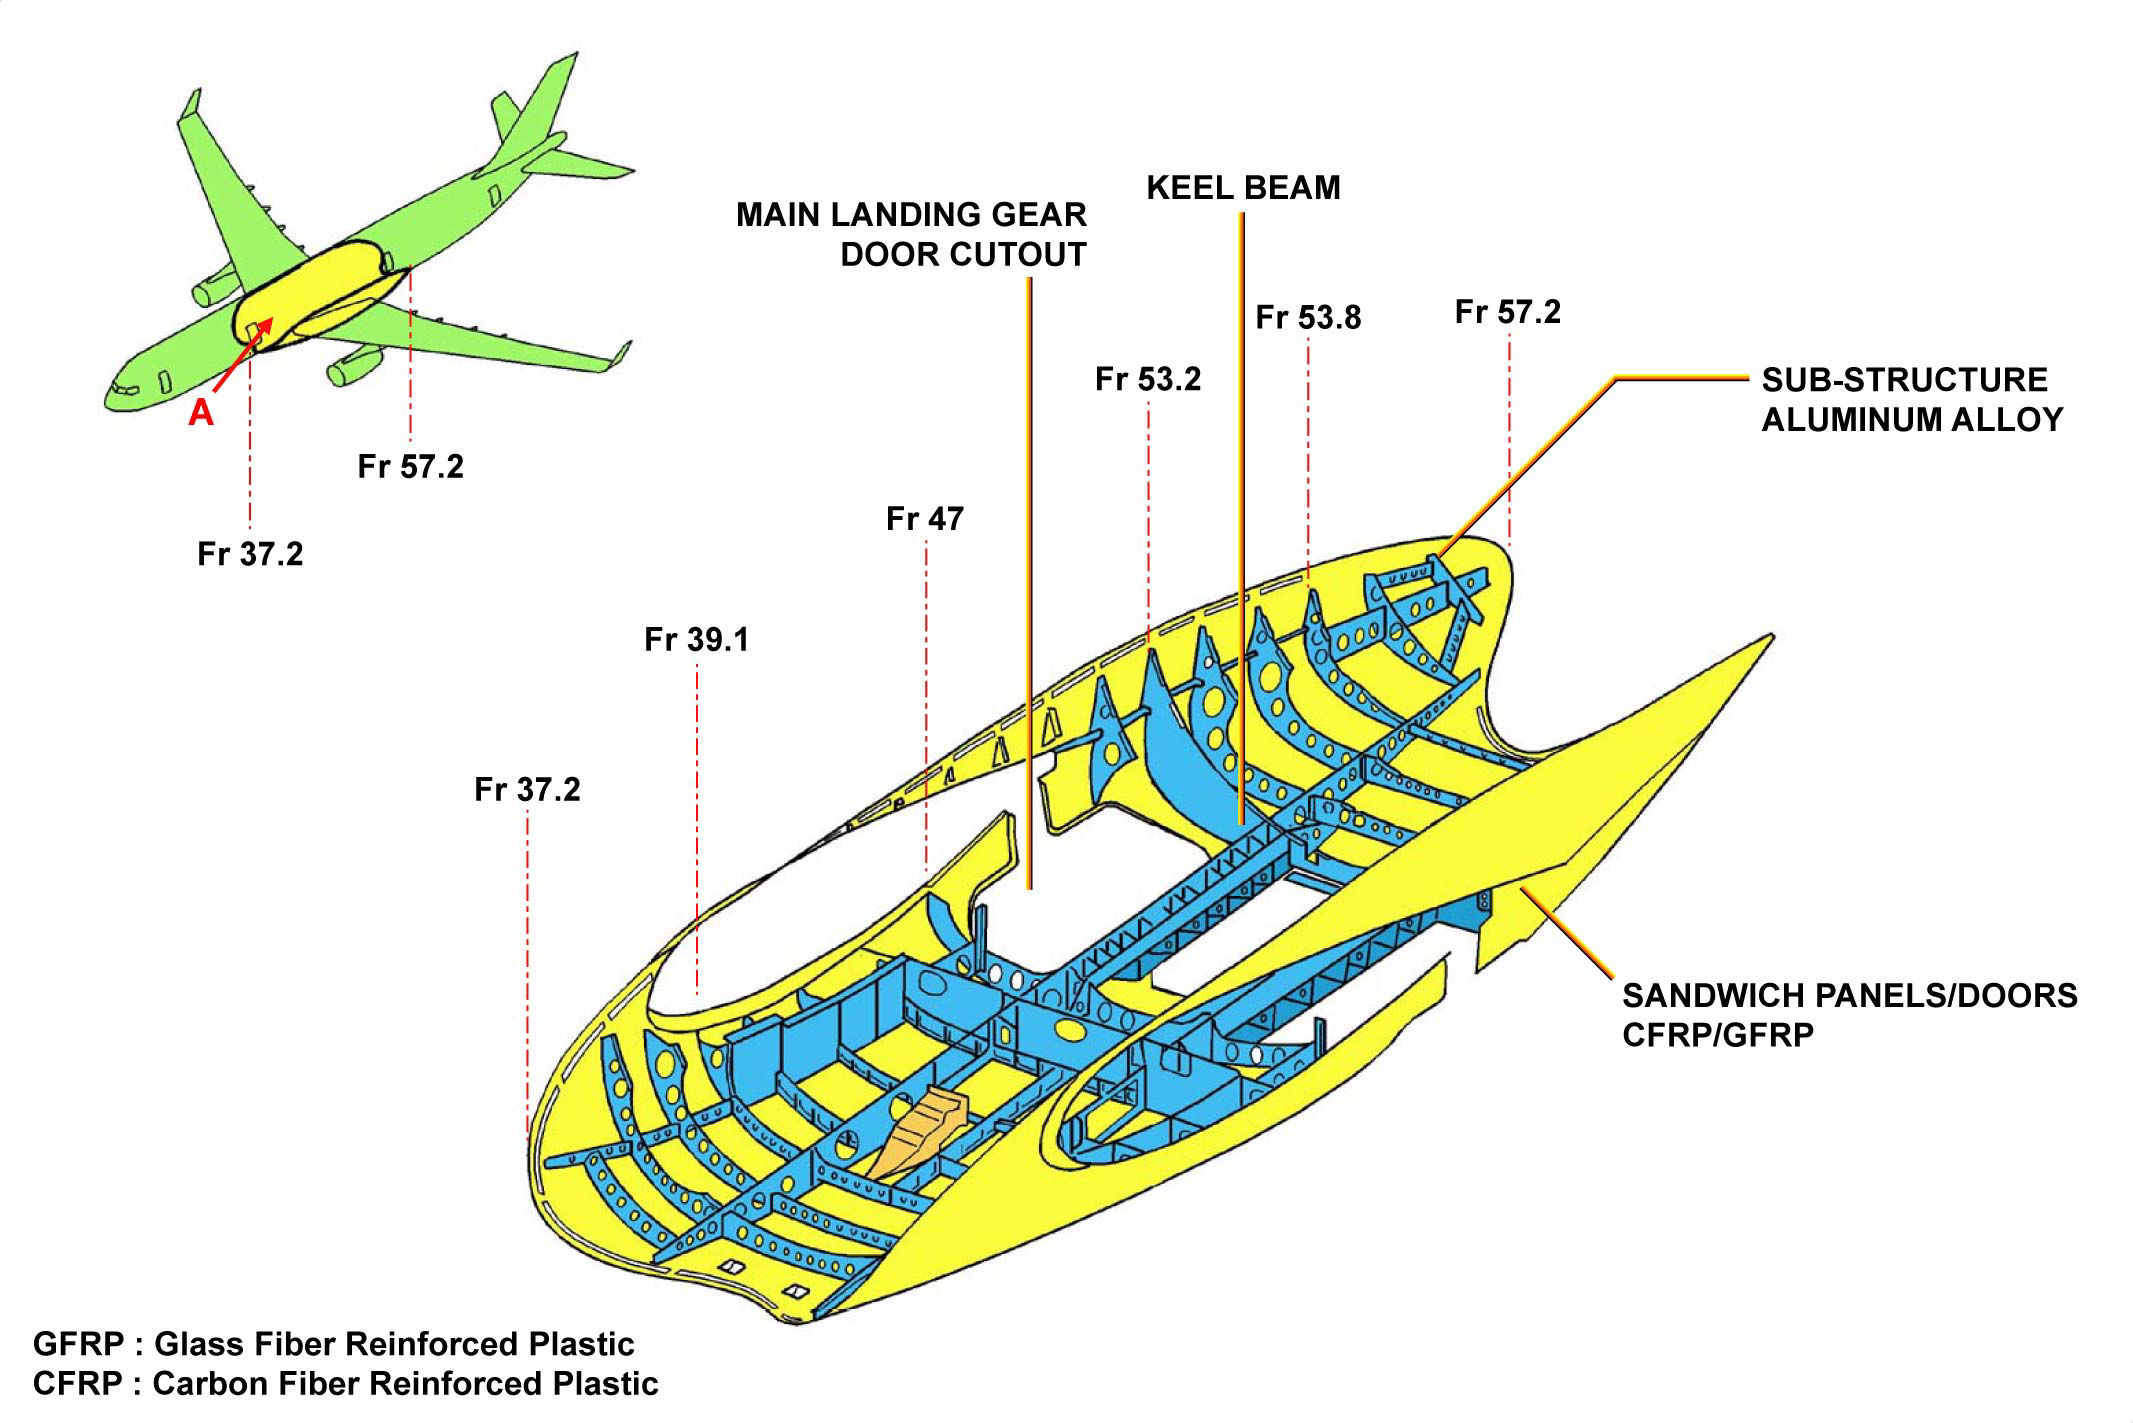 KEEL BEAM
MAIN LANDING GEAR
DOOR CUTOUT
Fr 53.8
Fr 57.2
Fr 53.2
SUB-STRUCTURE
ALUMINUM ALLOY
A
Fr 57.2
Fr 37.2
Fr 47
Fr 39.1
Fr 37.2
SANDWICH PANELS/DOORS
CFRP/GFRP
GFRP : Glass Fiber Reinforced Plastic
CFRP : Carbon Fiber Reinforced Plastic